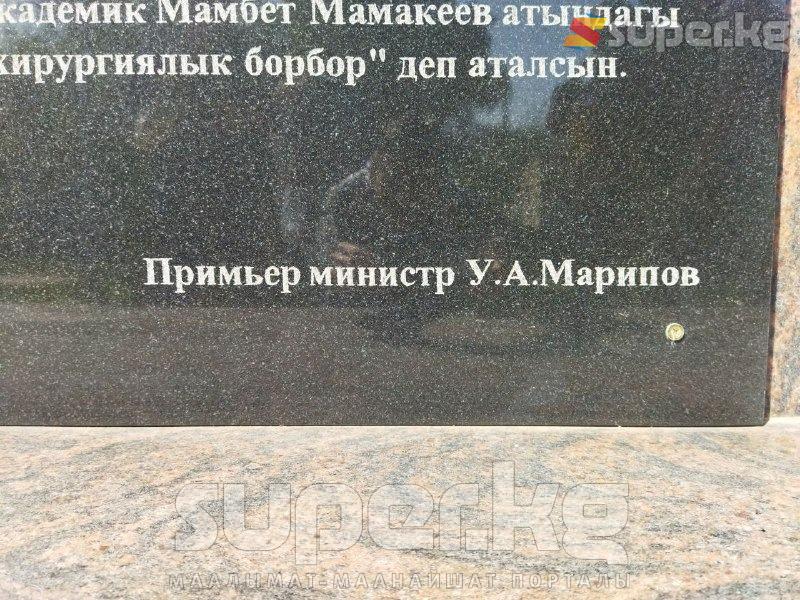 кадемик Мамбет Мамакеев атындагы
хирургиялык борбор" деп аталсын.
Примьер министр У.А.Марипов
super.kg
super.kg
МААЛЫМАТ-МААНАЙШАТ ПОРТАЛЫ